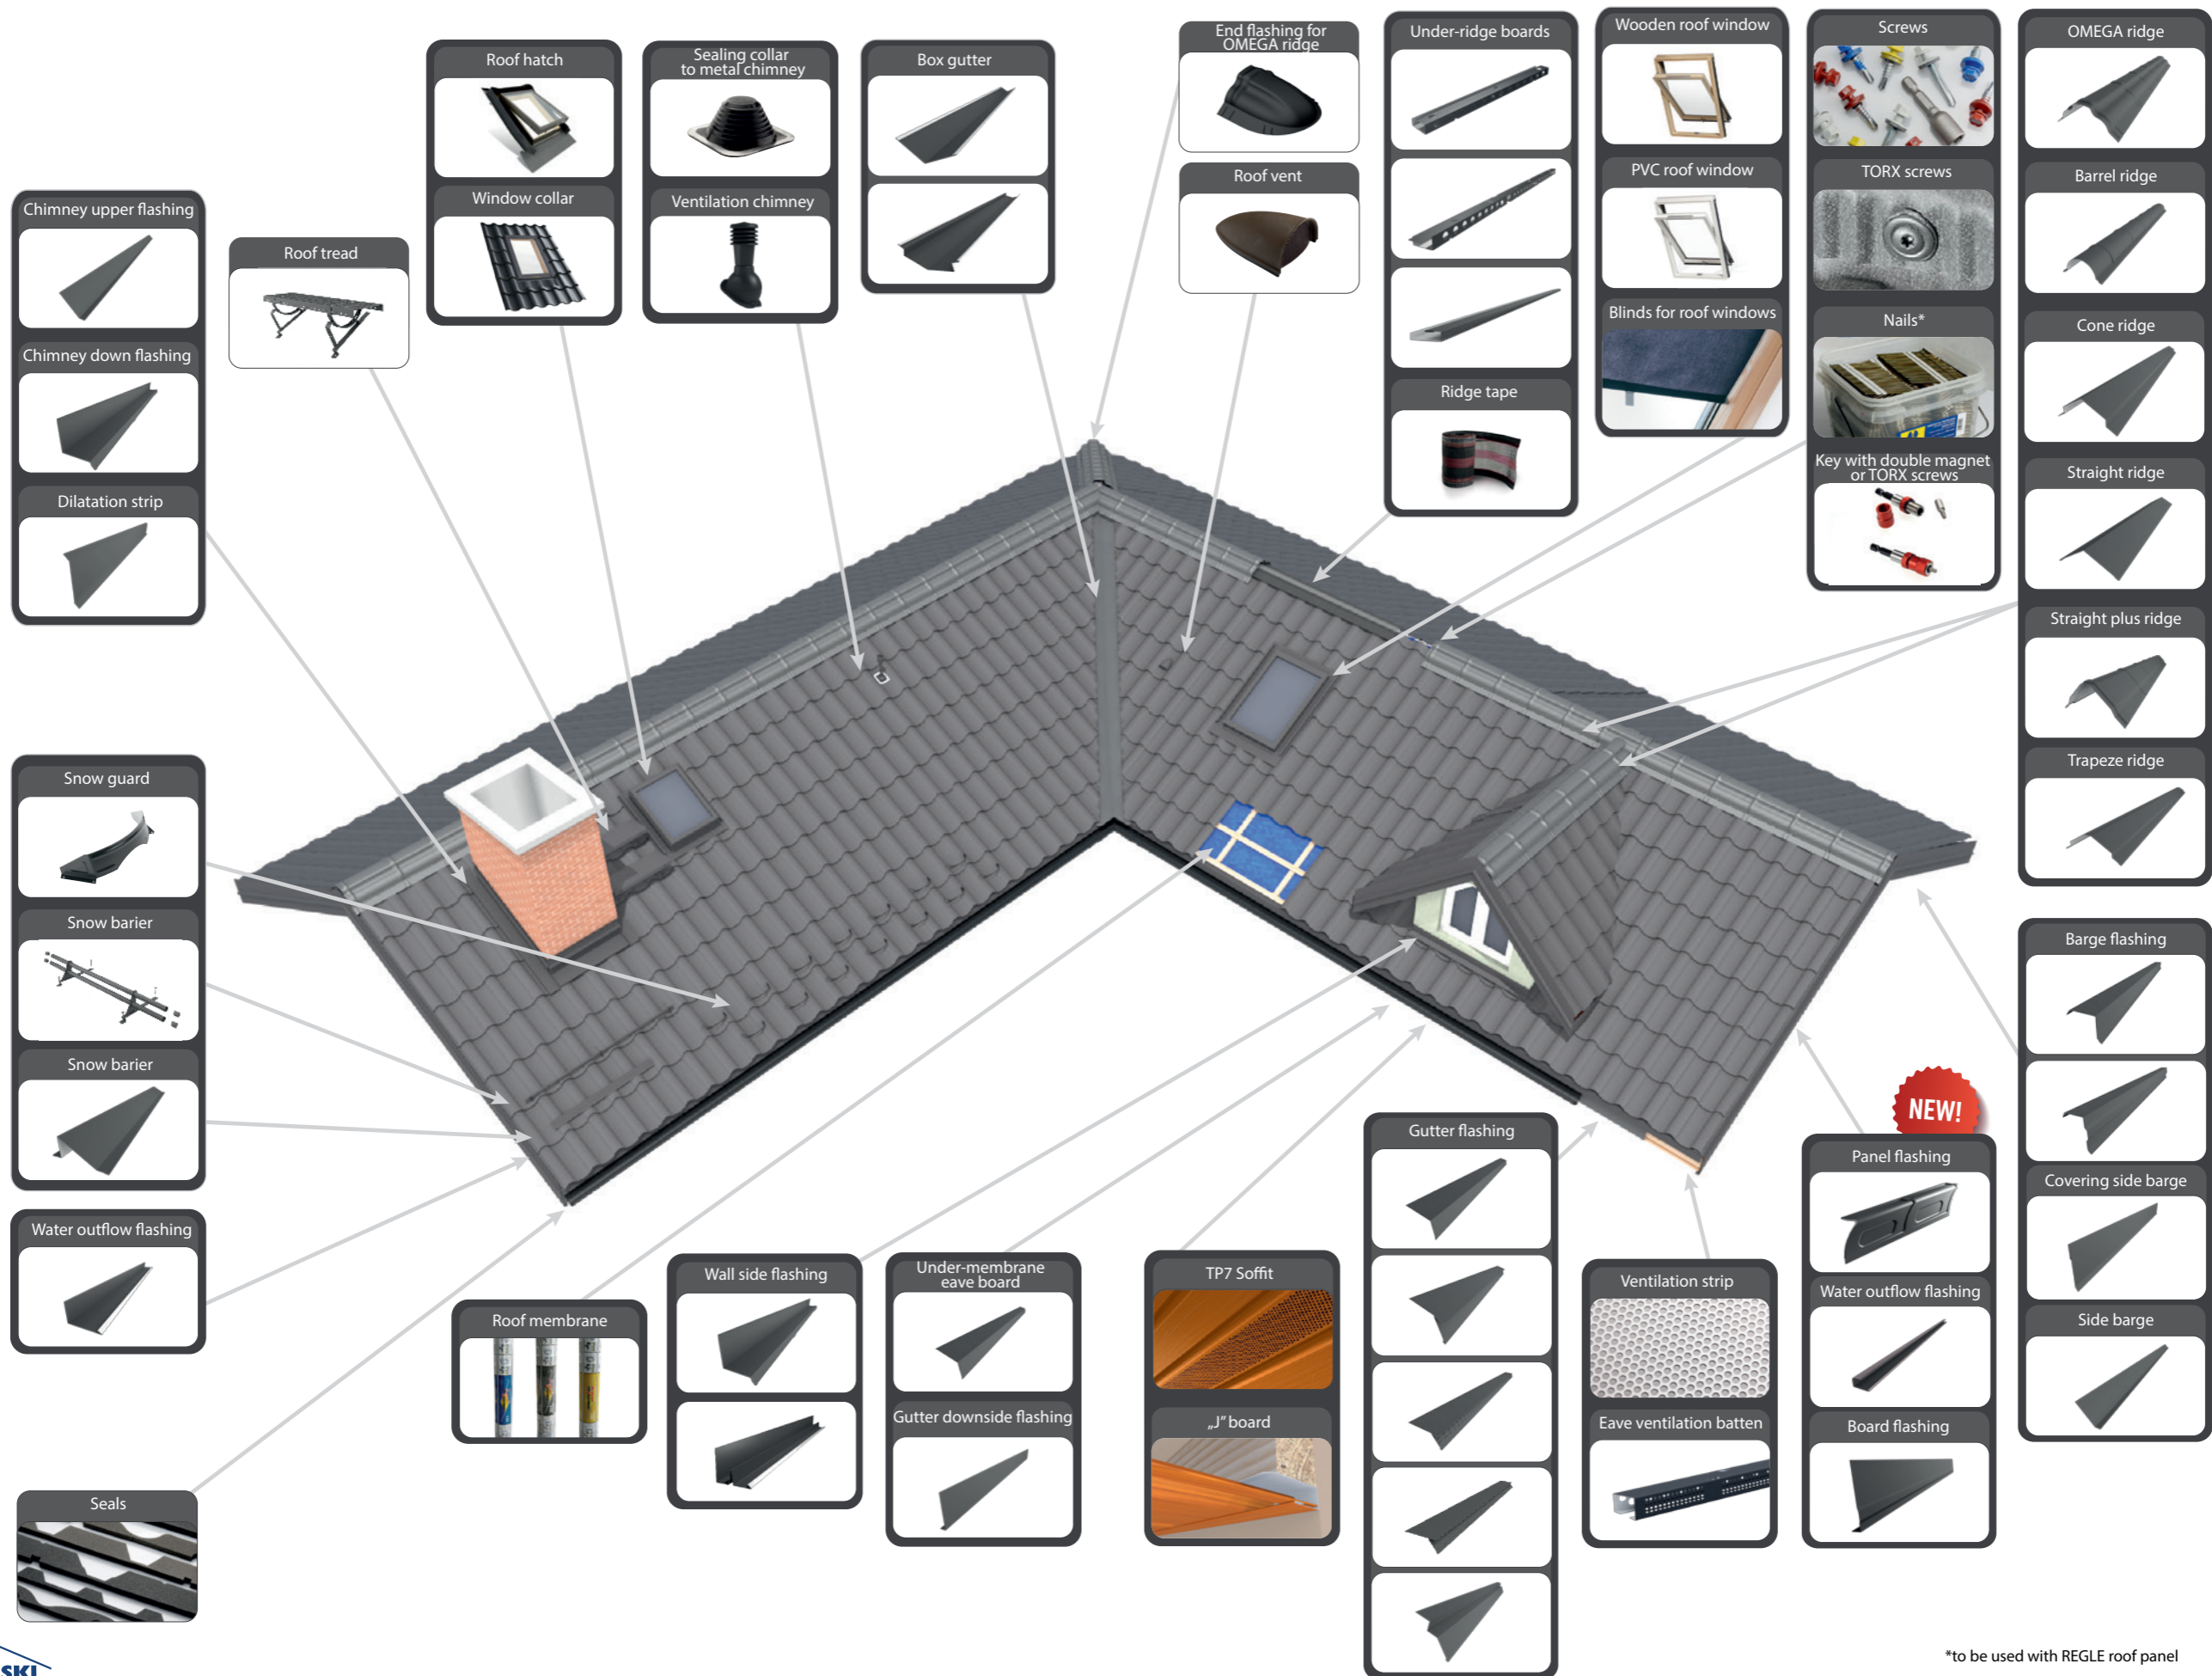 Chimney upper flashing
Chimney down flashing
Dilatation strip
Roof tread
Roof hatch
Window collar
Sealing collar
to metal chimney
Ventilation chimney
Box gutter
End flashing for
OMEGA ridge
Roof vent
Under-ridge boards
Ridge tape
Wooden roof window
PVC roof window
Blinds for roof windows
Screws
TORX screws
Nails*
Key with double magnet
or TORX screws
OMEGA ridge
Barrel ridge
Cone ridge
Straight ridge
Straight plus ridge
Trapeze ridge
Snow guard
Snow barier
Snow barier
Water outflow flashing
Seals
Roof membrane
Wall side flashing
Under-membrane
eave board
Gutter downside flashing
TP7 Soffit
„J” board
Gutter flashing
Ventilation strip
Eave ventilation batten
NEW!
Panel flashing
Water outflow flashing
Board flashing
Barge flashing
Covering side barge
Side barge
*to be used with REGLE roof panel
SKI